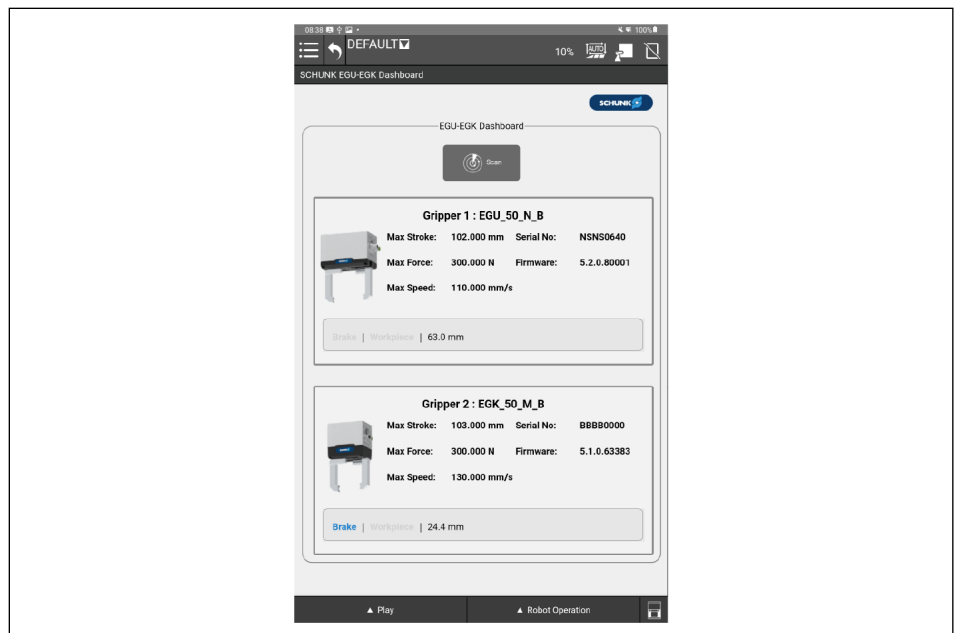 08:38
100%
DEFAULT
10%
AUTO
SCHUNK EGU-EGK Dashboard
SCHUNK
EGU-EGK Dashboard
Scan
Gripper 1 : EGU_50_N_B
Max Stroke: 102.000 mm Serial No: NSNS0640
Max Force: 300.000 N Firmware: 5.2.0.80001
Max Speed: 110.000 mm/s
Brake | Workpiece | 63.0 mm
Gripper 2 : EGK_50_M_B
Max Stroke: 103.000 mm Serial No: BBBB0000
Max Force: 300.000 N Firmware: 5.1.0.63383
Max Speed: 130.000 mm/s
Brake | Workpiece | 24.4 mm
▲ Play
▲ Robot Operation